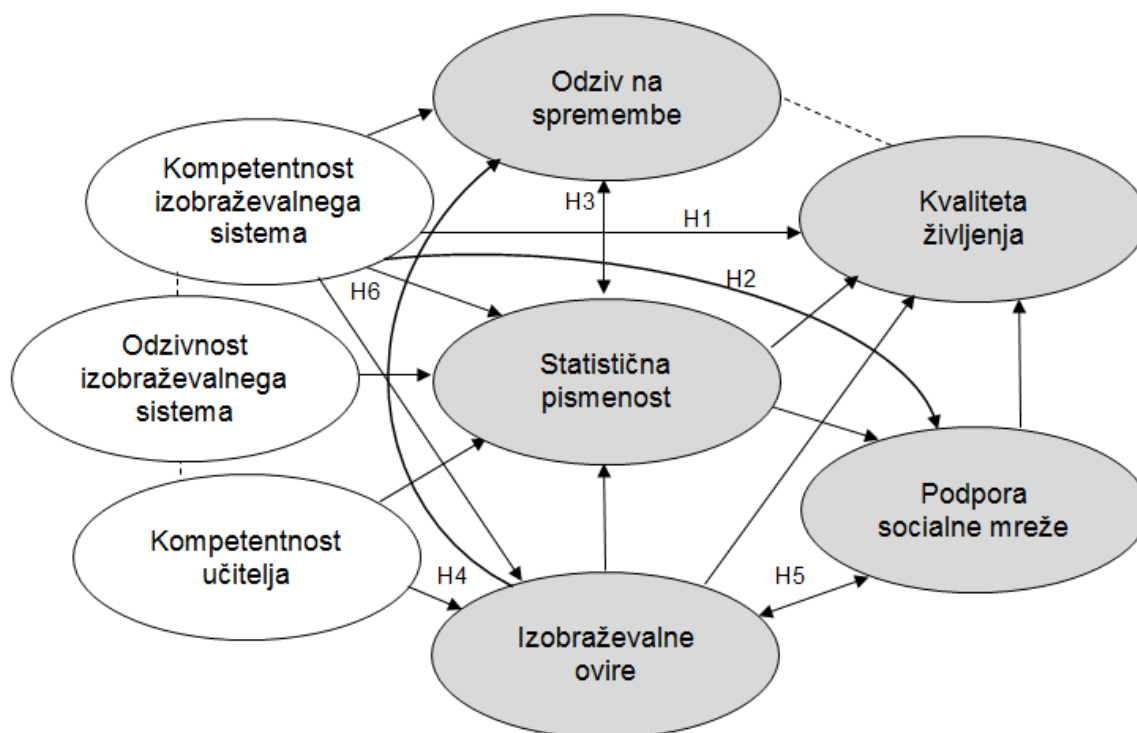 Odziv na
spremembe
Kompetentnost
izobraževalnega
sistema
Kvaliteta
življenja
H3
H1
H6
H2
Odzivnost
izobraževalnega
sistema
Statistična
pismenost
Podpora
socialne mreže
Kompetentnost
učitelja
H4
H5
Izobraževalne
ovire